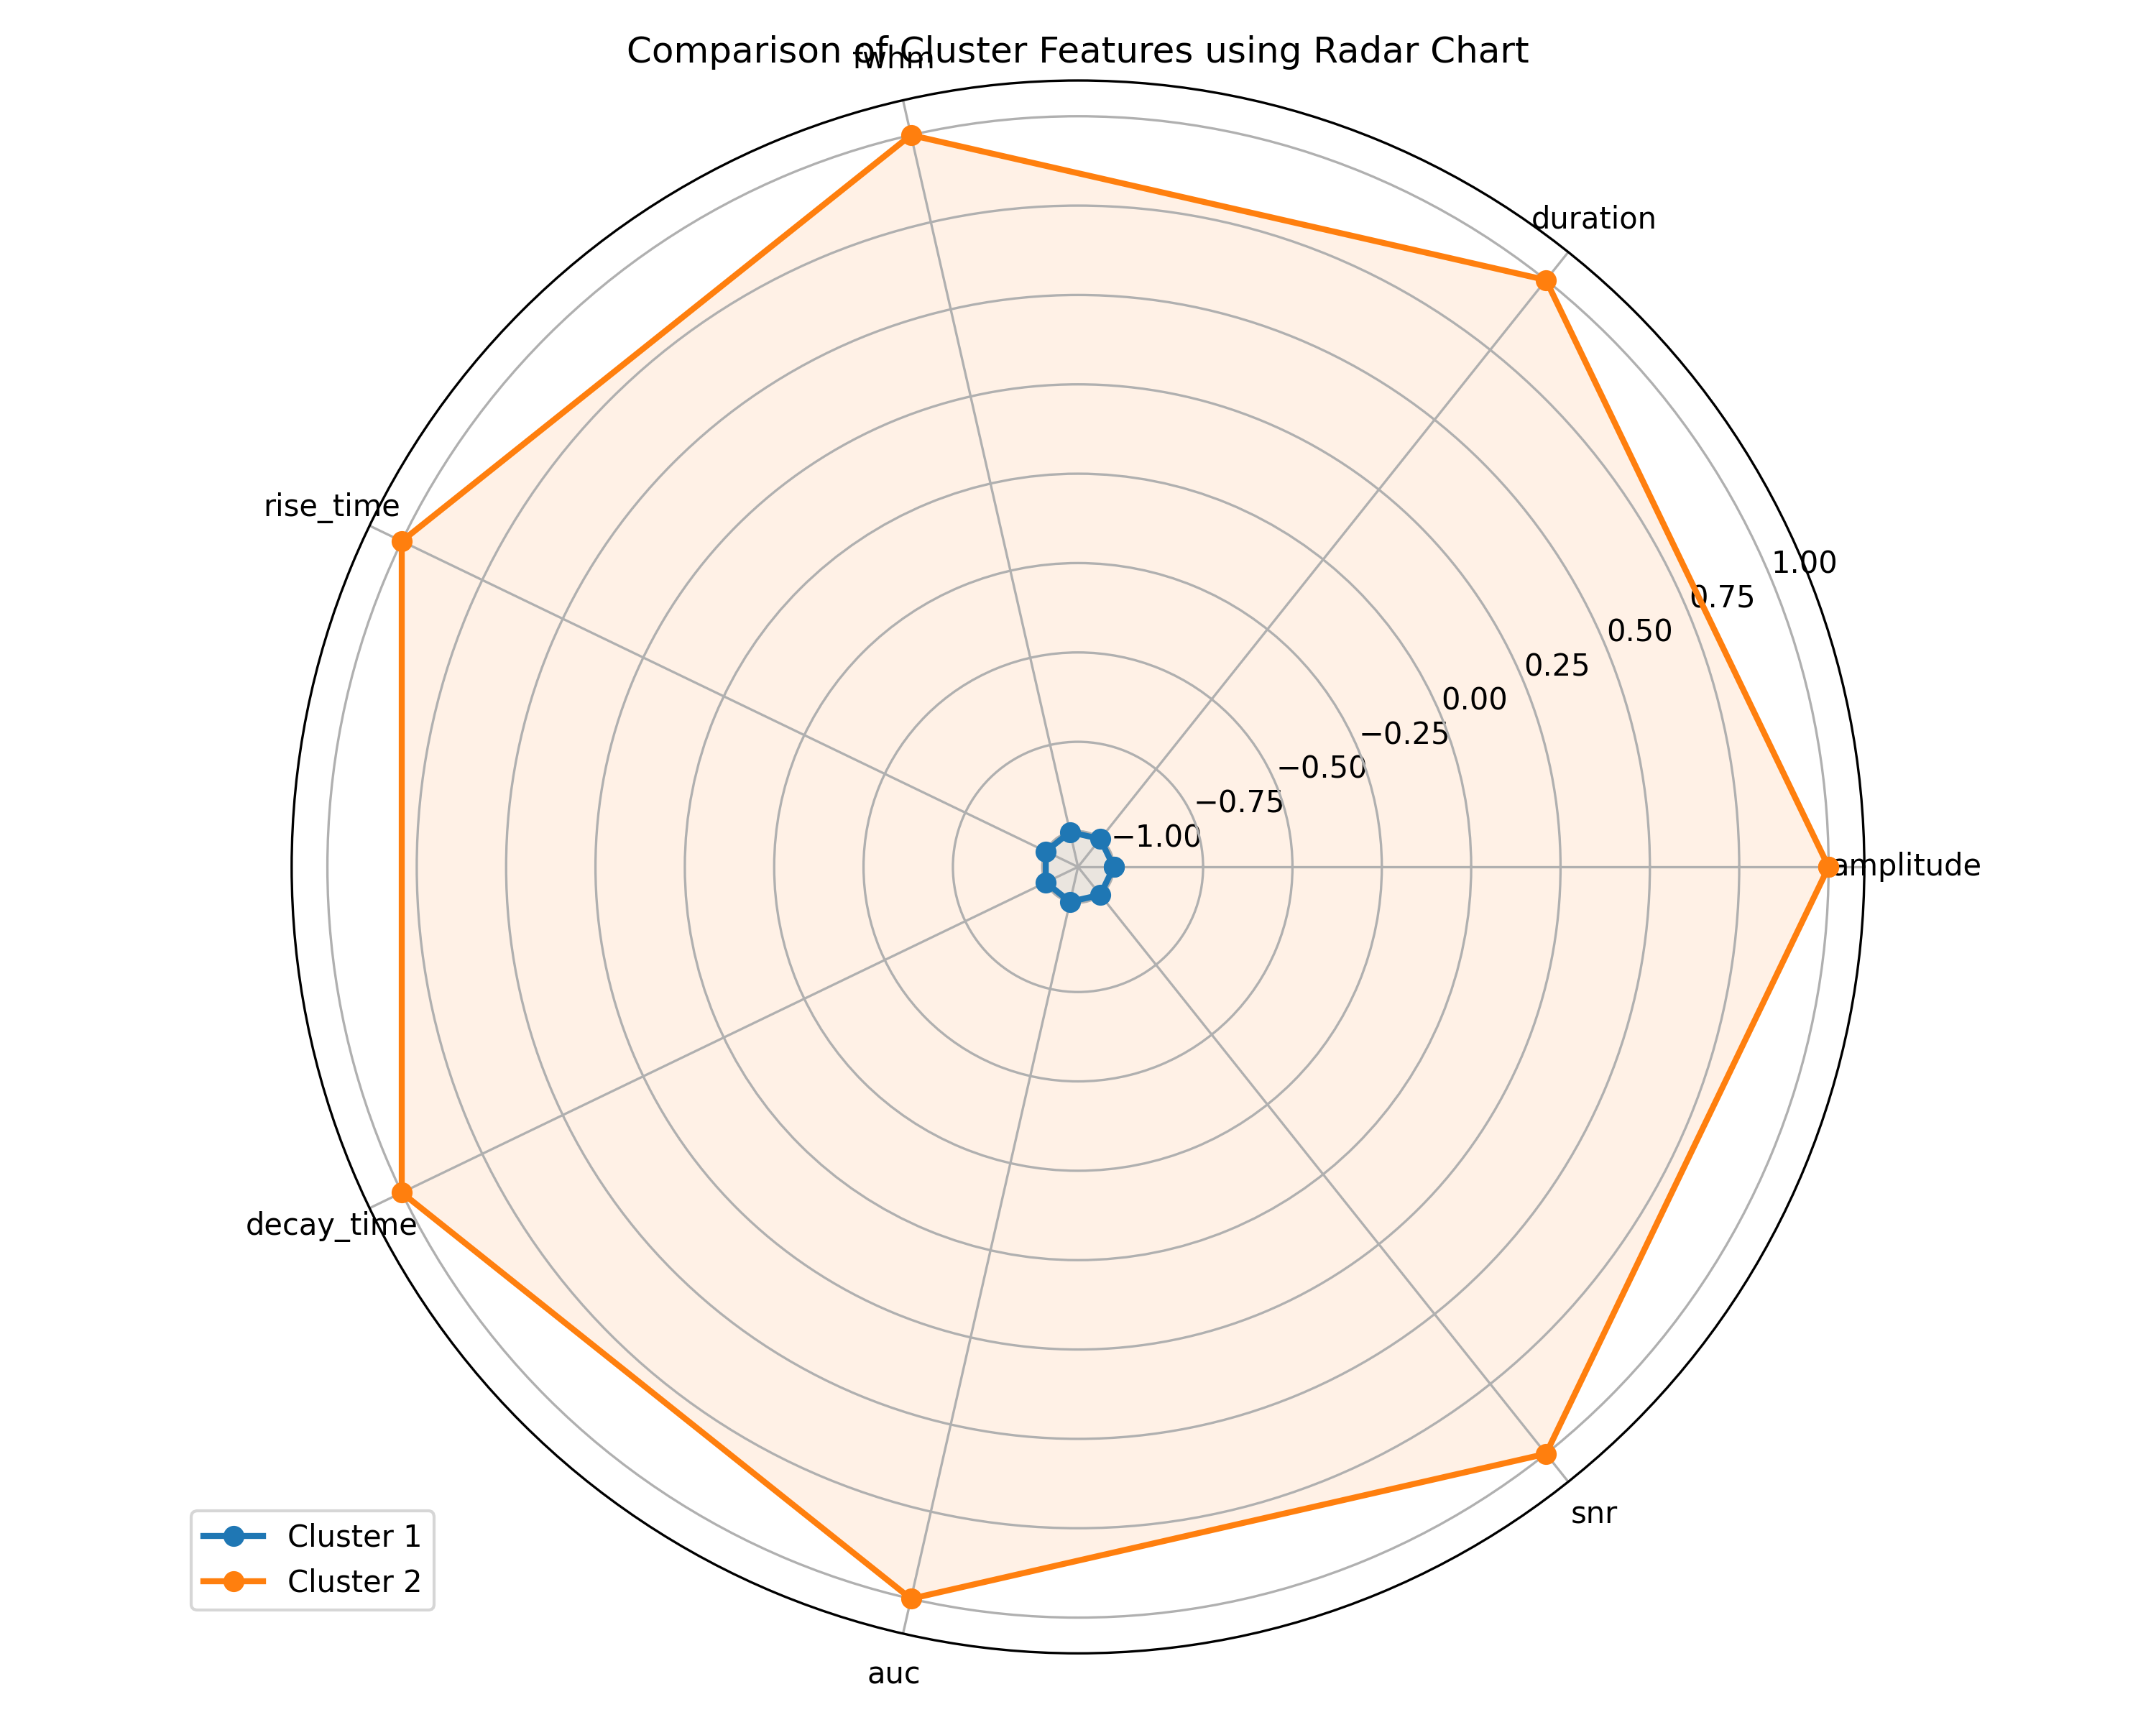 Comparison of Cluster Features using Radar Chart
fwhm
duration
rise_time
1.00
0.75
0.50
0.25
0.00
−0.25
−0.50
−0.75
−1.00
amplitude
decay_time
snr
Cluster 1
Cluster 2
auc